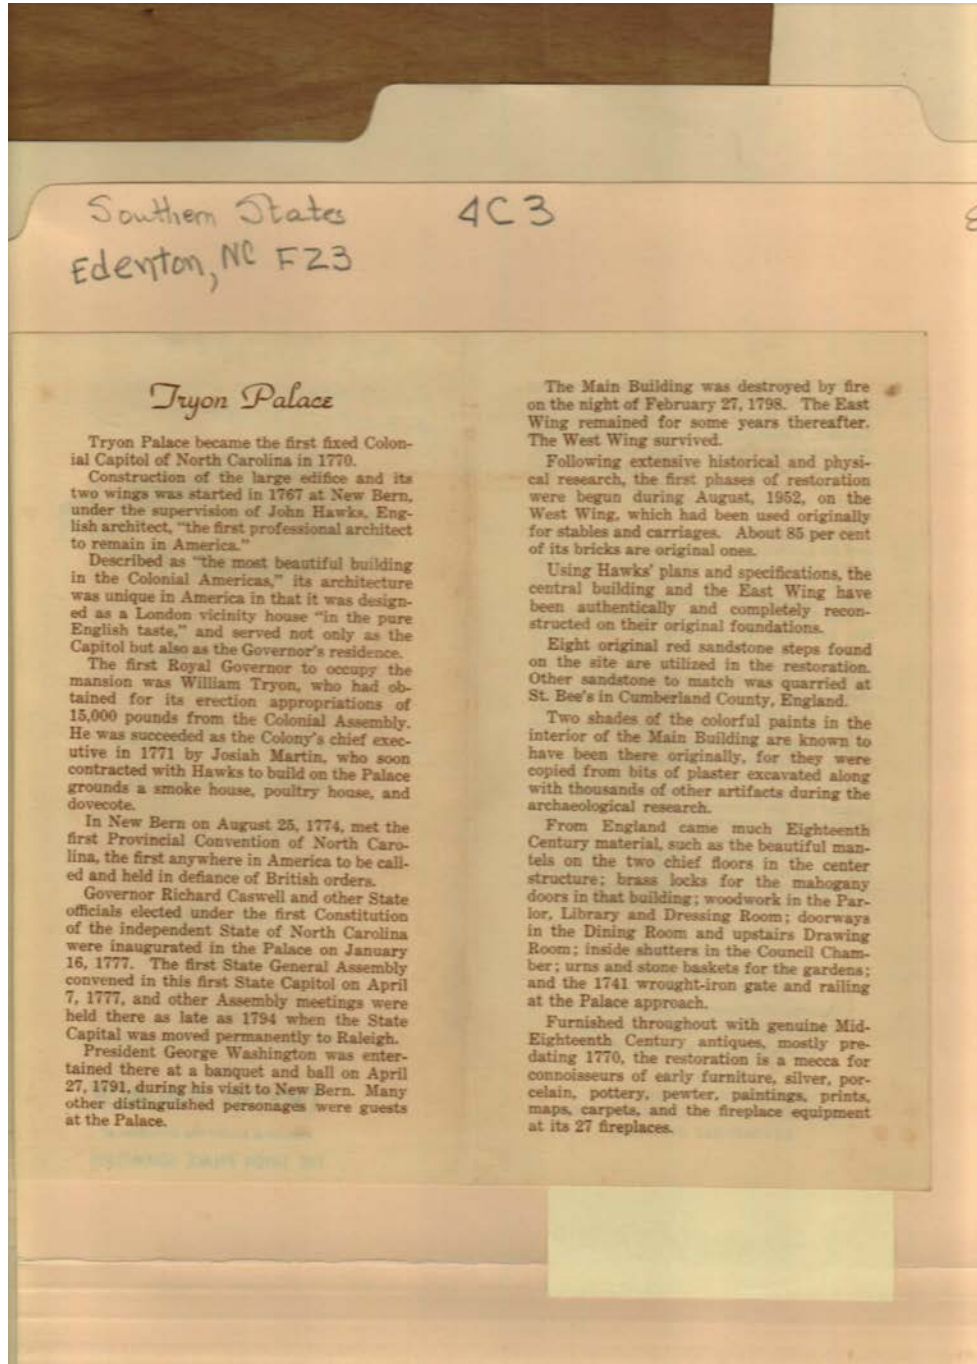 Southern States 4C3
Edenton, NC F23
Tryon Palace
Tryon Palace became the first fixed Colon-
ial Capitol of North Carolina in 1770.
Construction of the large edifice and its
two wings was started in 1767 at New Bern,
under the supervision of John Hawks, Eng-
lish architect, "the first professional architect
to remain in America."
Described as "the most beautiful building
in the Colonial Americas," its architecture
was unique in America in that it was design-
ed as a London vicinity house "in the pure
English taste," and served not only as the
Capitol but also as the Governor's residence.
The first Royal Governor to occupy the
mansion was William Tryon, who had ob-
tained for its erection appropriations of
15,000 pounds from the Colonial Assembly.
He was succeeded as the Colony's chief exec-
utive in 1771 by Josiah Martin, who soon
contracted with Hawks to build on the Palace
grounds a smoke house, poultry house, and
dovecote.
In New Bern on August 25, 1774, met the
first Provincial Convention of North Caro-
lina, the first anywhere in America to be call-
ed and held in defiance of British orders.
Governor Richard Caswell and other State
officials elected under the first Constitution
of the independent State of North Carolina
were inaugurated in the Palace on January
16, 1777. The first State General Assembly
convened in this first State Capitol on April
7, 1777, and other Assembly meetings were
held there as late as 1794 when the State
Capital was moved permanently to Raleigh.
President George Washington was enter-
tained there at a banquet and ball on April
27, 1791, during his visit to New Bern. Many
other distinguished personages were guests
at the Palace.
The Main Building was destroyed by fire
on the night of February 27, 1798. The East
Wing remained for some years thereafter.
The West Wing survived.
Following extensive historical and physi-
cal research, the first phases of restoration
were begun during August, 1952, on the
West Wing, which had been used originally
for stables and carriages. About 85 per cent
of its bricks are original ones.
Using Hawks' plans and specifications, the
central building and the East Wing have
been authentically and completely recon-
structed on their original foundations.
Eight original red sandstone steps found
on the site are utilized in the restoration.
Other sandstone to match was quarried at
St. Bee's in Cumberland County, England.
Two shades of the colorful paints in the
interior of the Main Building are known to
have been there originally, for they were
copied from bits of plaster excavated along
with thousands of other artifacts during the
archaeological research.
From England came much Eighteenth
Century material, such as the beautiful man-
tels on the two chief floors in the center
structure; brass locks for the mahogany
doors in that building; woodwork in the Par-
lor, Library and Dressing Room; doorways
in the Dining Room and upstairs Drawing
Room; inside shutters in the Council Cham-
ber; urns and stone baskets for the gardens;
and the 1741 wrought-iron gate and railing
at the Palace approach.
Furnished throughout with genuine Mid-
Eighteenth Century antiques, mostly pre-
dating 1770, the restoration is a mecca for
connoisseurs of early furniture, silver, por-
celain, pottery, pewter, paintings, prints,
maps, carpets, and the fireplace equipment
at its 27 fireplaces.